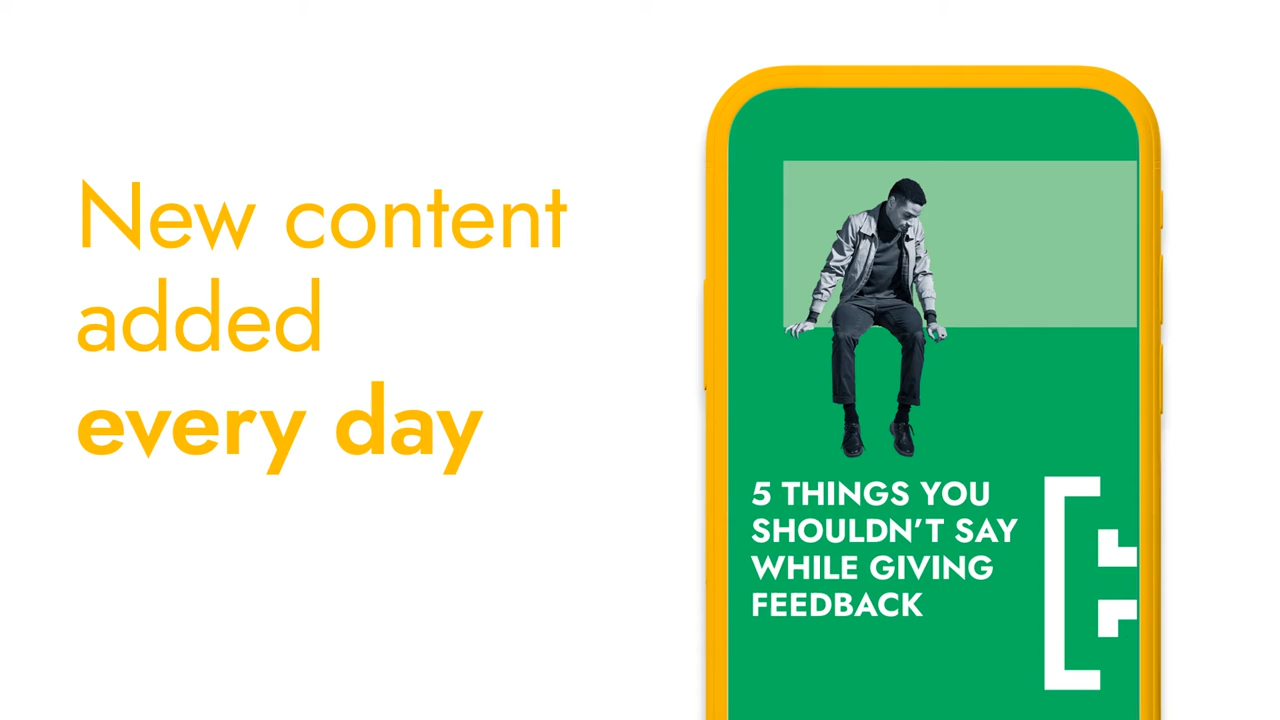 New content
added
every day
5 THINGS YOU
SHOULDN'T SAY
WHILE GIVING
FEEDBACK